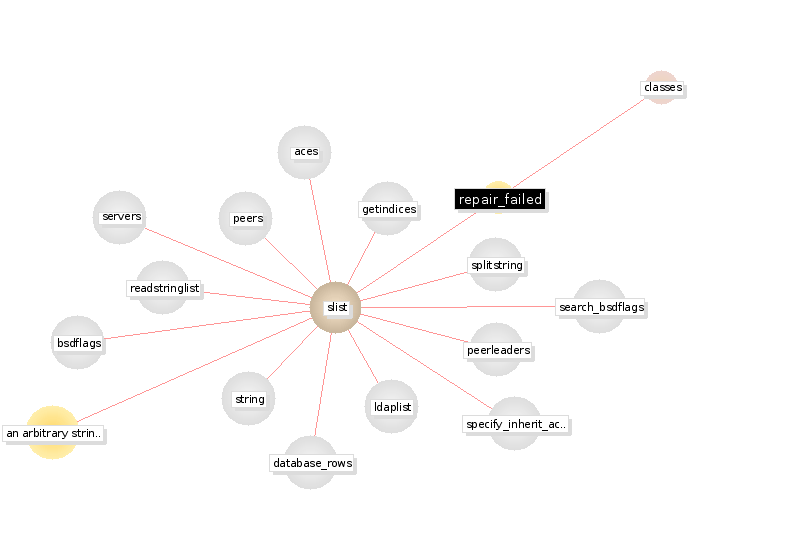 classes
aces
repair_failed
getindices
servers
peers
splitstring
readstringlist
slist
search_bsdflags
bsdflags
peerleaders
string
ldaplist
specify_inherit_ac..
an arbitrary strin..
database_rows